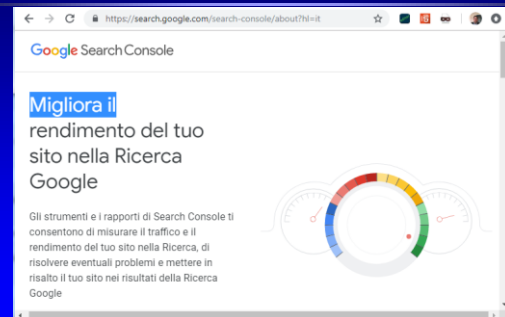 https://search.google.com/search-console/about?hl=it
Google Search Console
Migliora il
rendimento del tuo
sito nella Ricerca
Google
Gli strumenti e i rapporti di Search Console ti
consentono di misurare il traffico e il
rendimento del tuo sito nella Ricerca, di
risolvere eventuali problemi e mettere in
risalto il tuo sito nei risultati della Ricerca
Google